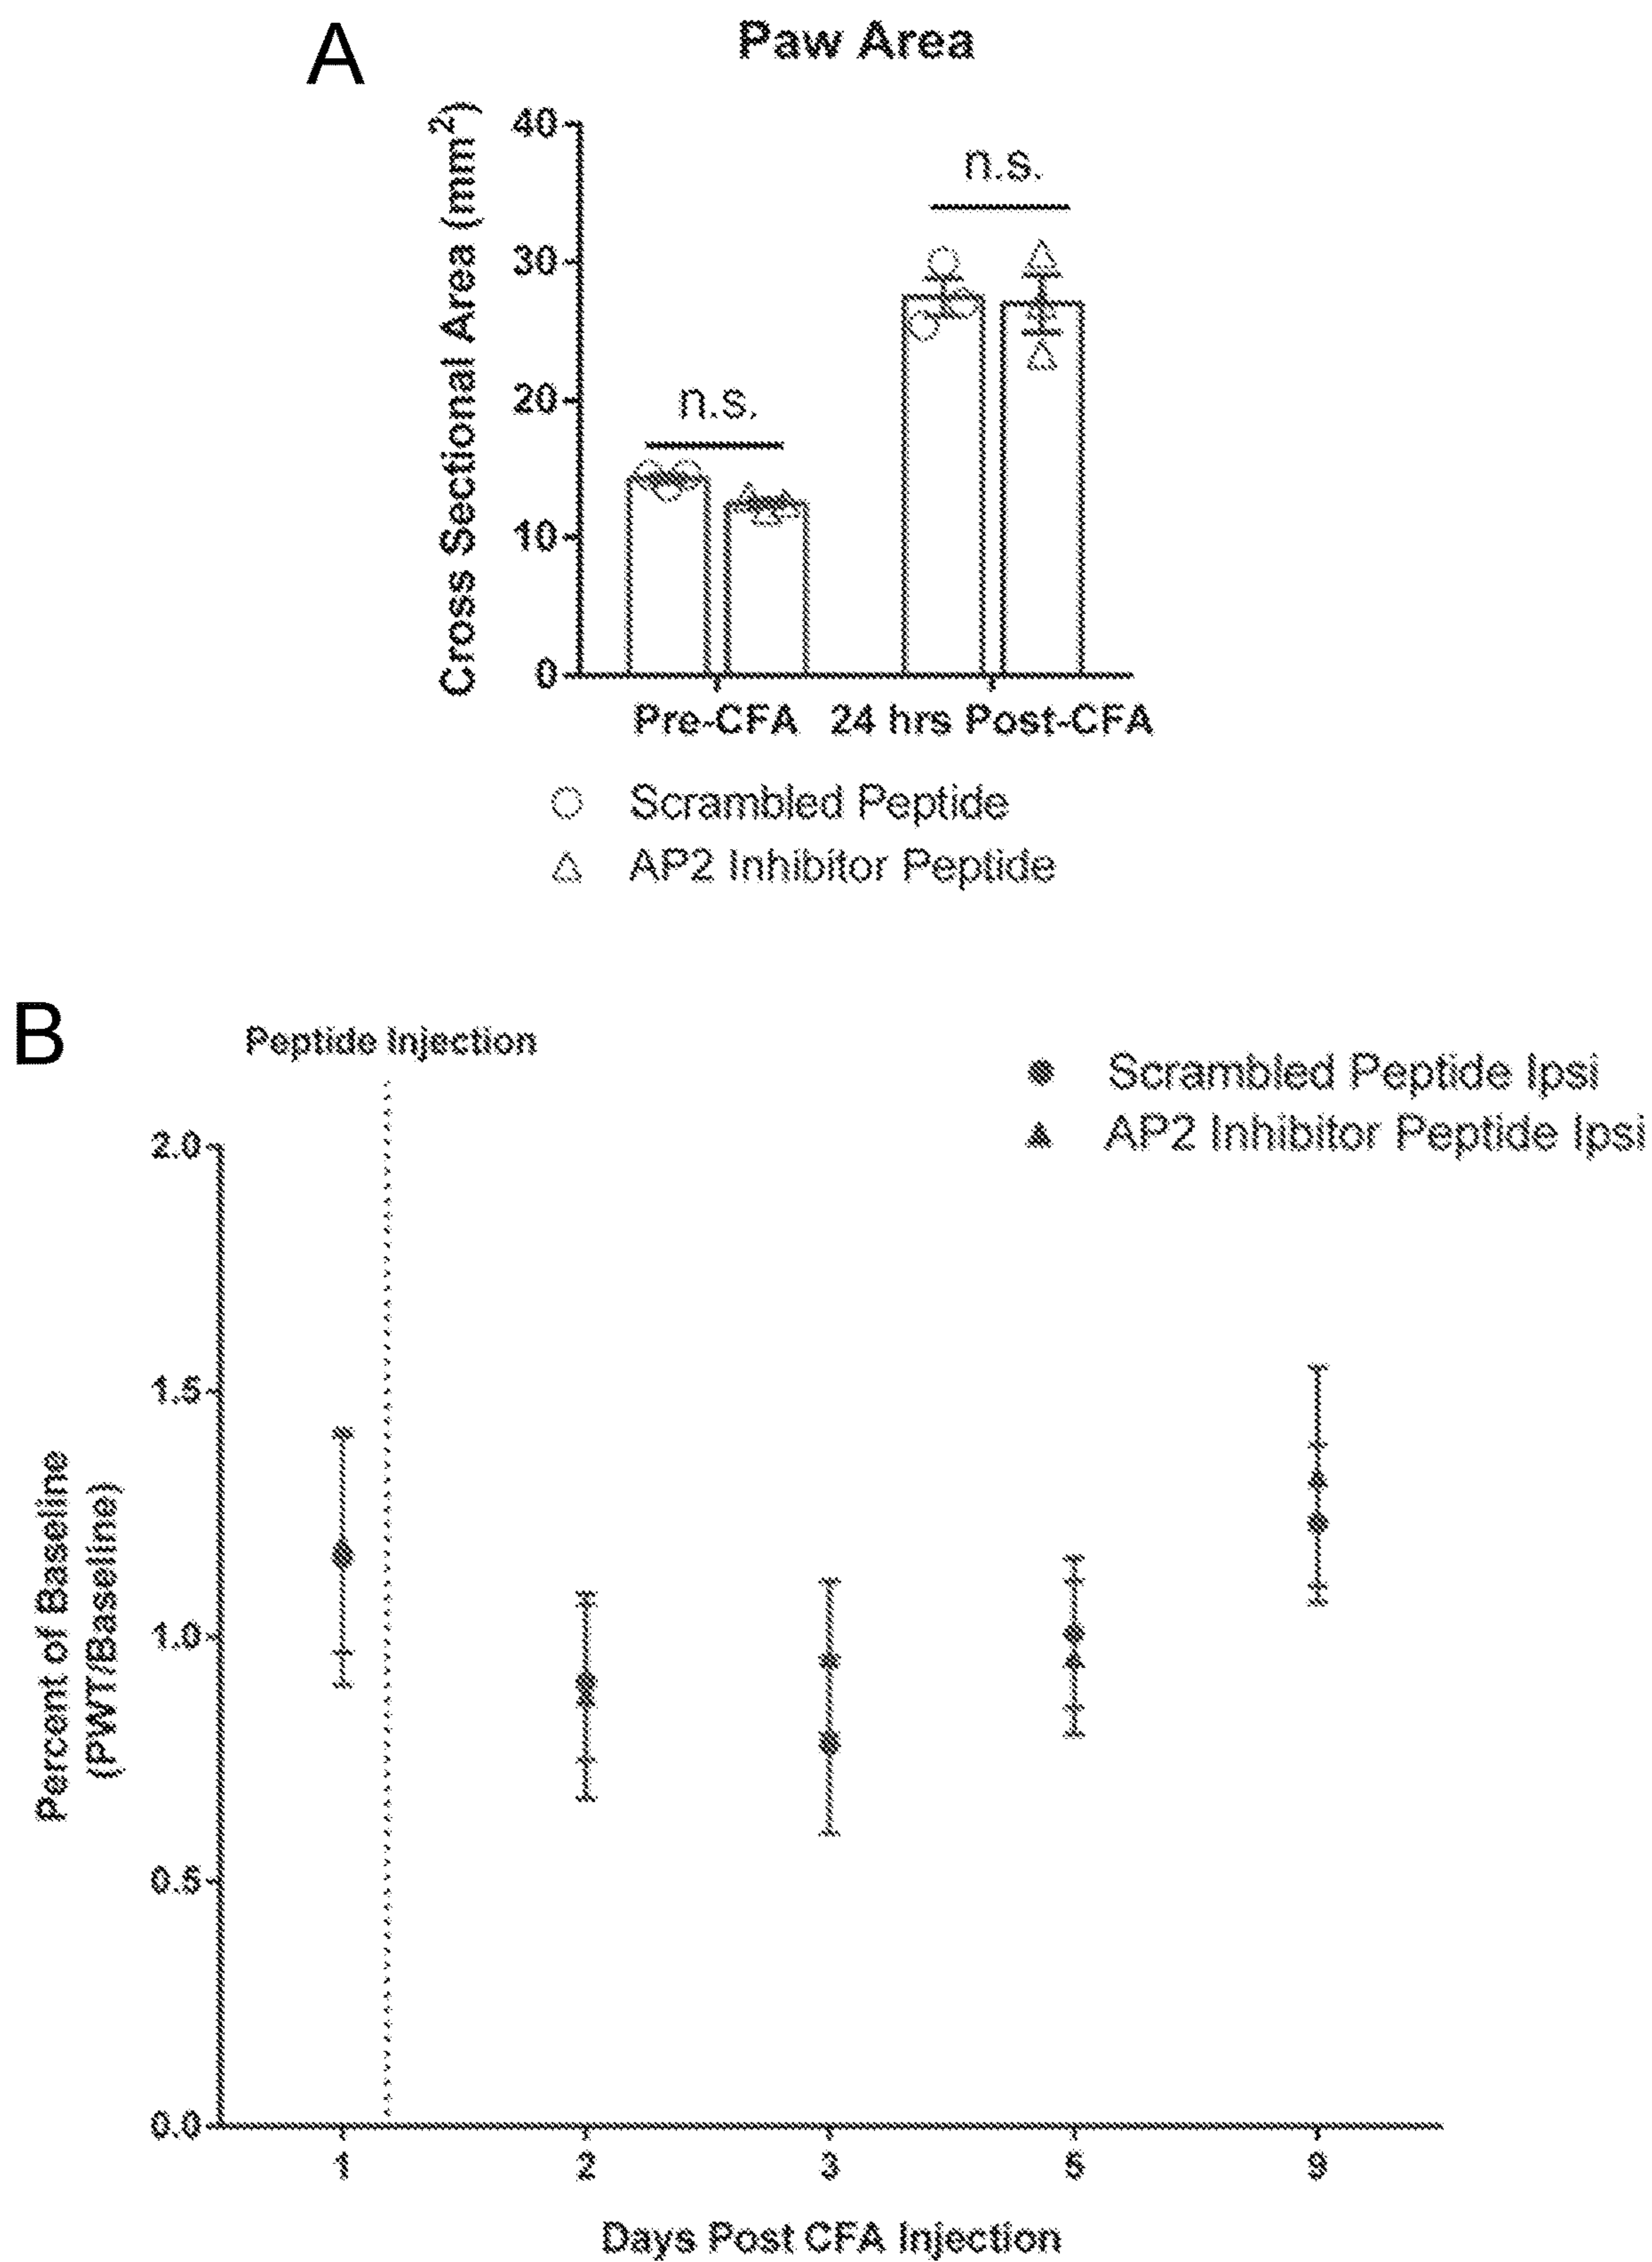 A
Paw Area
Cross Sectional Area (mm²)
40
30
20
10
0
n.s.
n.s.
Pre-CFA
24 hrs Post-CFA
Scrambled Peptide
AP2 Inhibitor Peptide
B
Peptide Injection
Scrambled Peptide Ipsi
AP2 Inhibitor Peptide Ipsi
Percent of Baseline
(PWT/Baseline)
2.0
1.5
1.0
0.5
0.0
1
2
3
5
9
Days Post CFA Injection